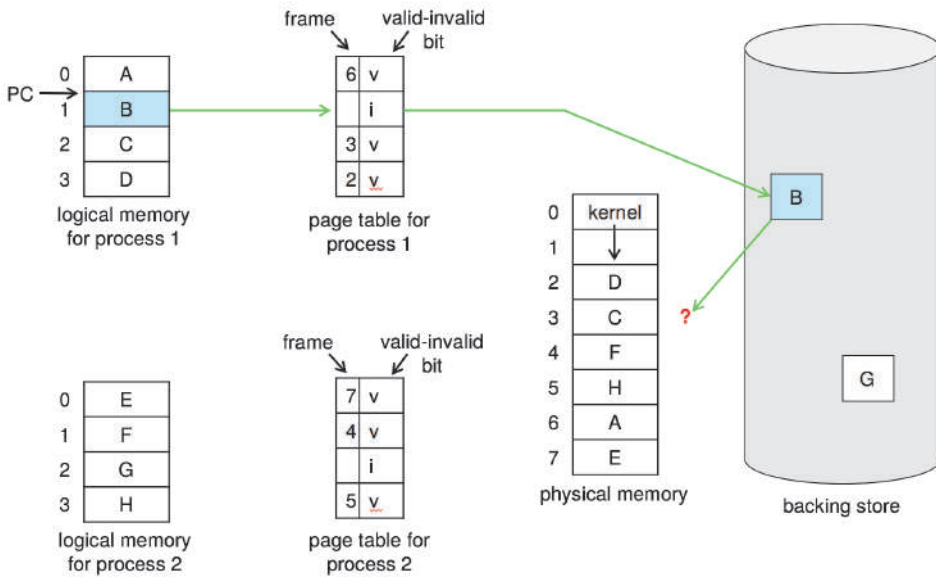 frame
valid-invalid
bit
0 A
PC
1 B
2 C
3 D
logical memory
for process 1
6 v
i
3 v
2 v
page table for
process 1
frame
valid-invalid
bit
0 E
1 F
2 G
3 H
logical memory
for process 2
7 v
4 v
i
5 v
page table for
process 2
0 kernel
1
2 D
3 C
4 F
5 H
6 A
7 E
physical memory
?
B
G
backing store